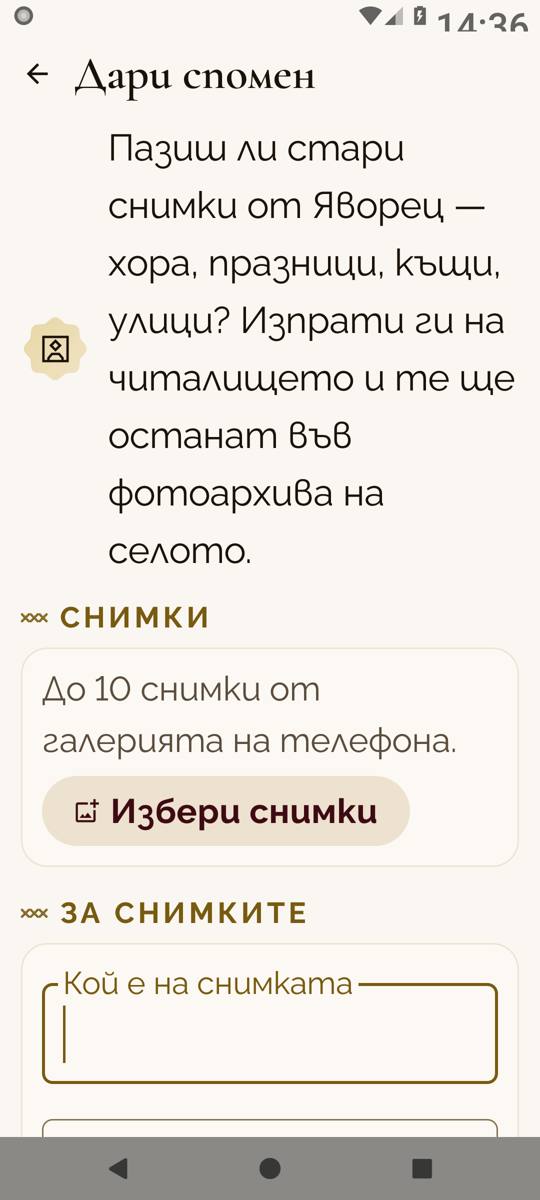 14:36
Дари спомен
Пазиш ли стари
снимки от Яворец —
хора, празници, къщи,
улици? Изпрати ги на
читалището и те ще
останат във
фотоархива на
селото.
СНИМКИ
До 10 снимки от
галерията на телефона.
Избери снимки
ЗА СНИМКИТЕ
Кой е на снимката